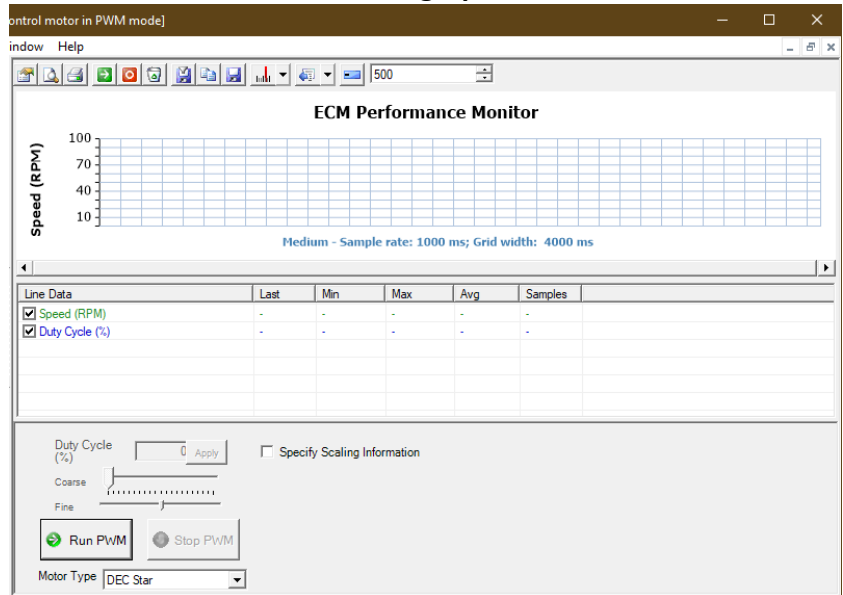 ontrol motor in PWM mode]
indow Help
500
ECM Performance Monitor
Speed (RPM)
100
70
40
10
Medium - Sample rate: 1000 ms; Grid width: 4000 ms
Line Data Last Min Max Avg Samples
Speed (RPM) - - - - -
Duty Cycle (%) - - - - -
Duty Cycle (%) 0 Apply Specify Scaling Information
Coarse
Fine
Run PWM Stop PWM
Motor Type DEC Star